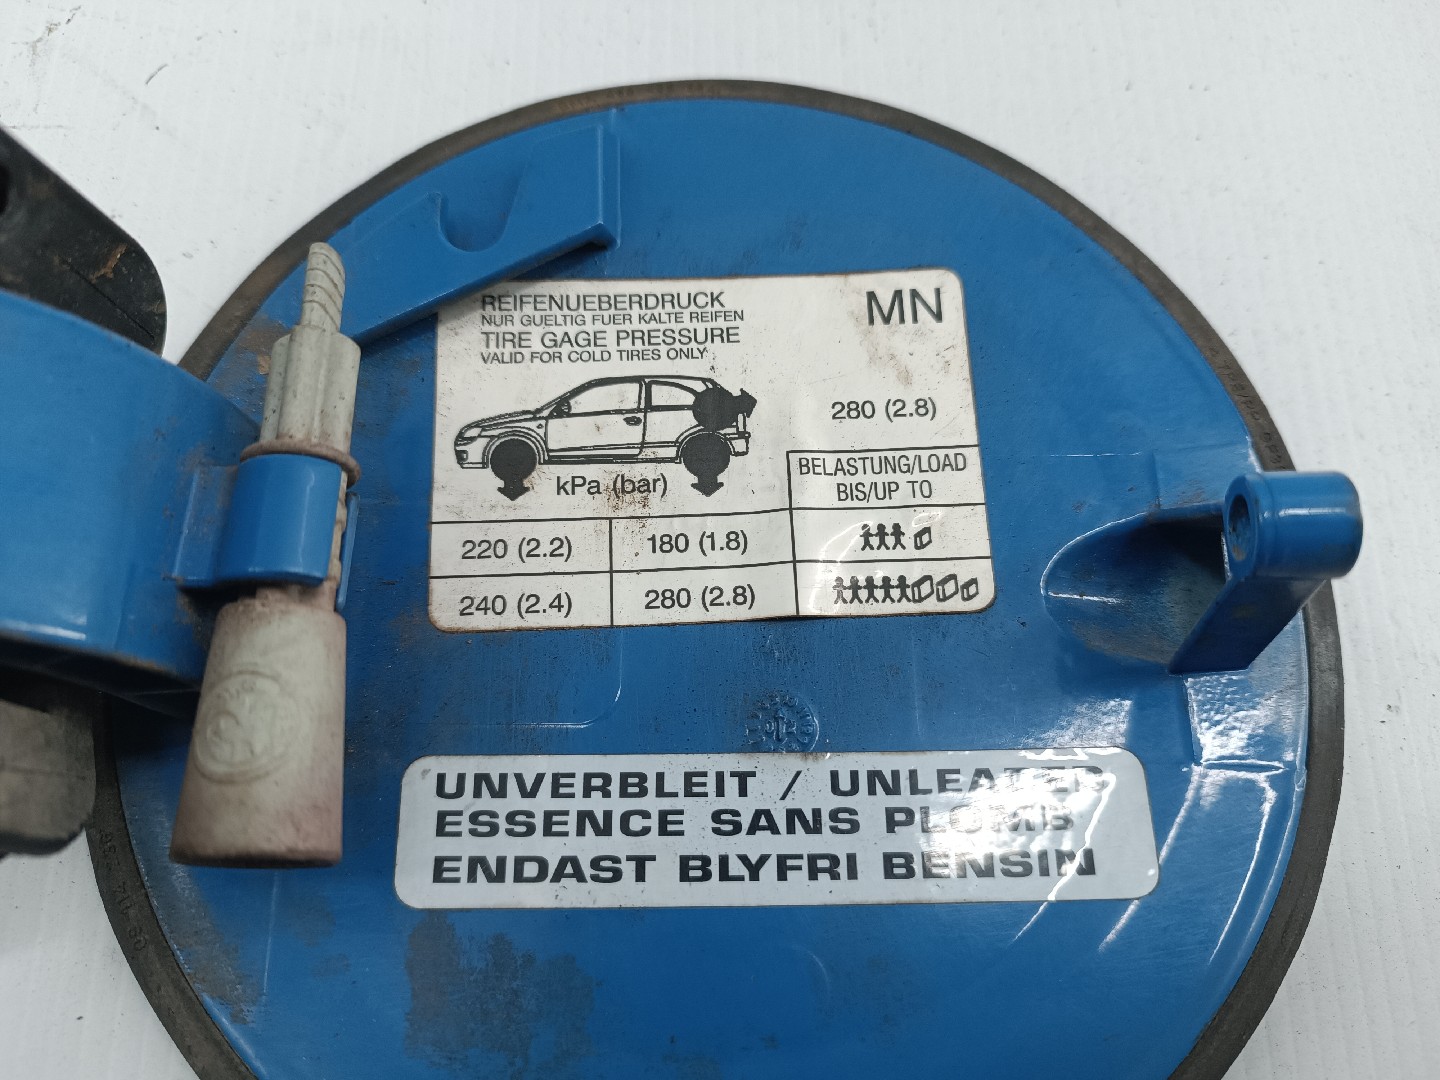 REIFENUEBERDRUCK
NUR GUELTIG FUER KALTE REIFEN
TIRE GAGE PRESSURE
VALID FOR COLD TIRES ONLY
MN
280 (2.8)
kPa (bar)
BELASTUNG/LOAD
BIS/UP TO
220 (2.2) 180 (1.8)
240 (2.4) 280 (2.8)
UNVERBLEIT / UNLEATED
ESSENCE SANS PLOMB
ENDAST BLYFRI BENSIN